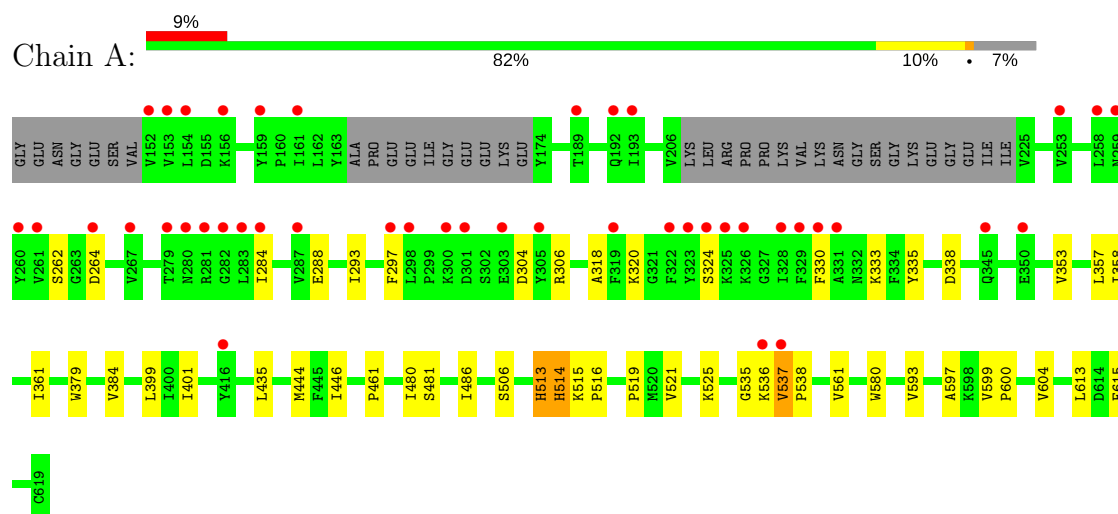 9%
Chain A:
82% 10% • 7%
GLY GLU ASN GLY GLU SER VAL V152 V153 L154 D155 K156 Y159 P160 I161 L162 Y163 ALA PRO GLU GLU ILE GLY GLU GLU LYS GLU Y174 T189 Q192 I193 V206 LYS LEU ARG PRO PRO LYS VAL LYS ASN GLY SER GLY LYS GLU GLY GLU ILE ILE V225 V253 L258 N259
Y260 V261 S262 G263 D264 V267 T279 N280 R281 G282 L283 I284 V287 E288 I293 F297 L298 P299 K300 D301 S302 E303 D304 Y305 R306 A318 F319 K320 G321 F322 Y323 S324 K325 K326 G327 I328 F329 F330 A331 N332 K333 F334 Y335 D338 Q345 E350 V353 L357 I358
I361 W379 V384 L399 I400 I401 Y416 L435 M444 F445 I446 P461 I480 S481 I486 S506 H513 H514 K515 P516 P519 M520 V521 K525 G535 K536 V537 P538 V561 W580 V593 A597 K598 V599 P600 V604 L613 D614 E615
C619